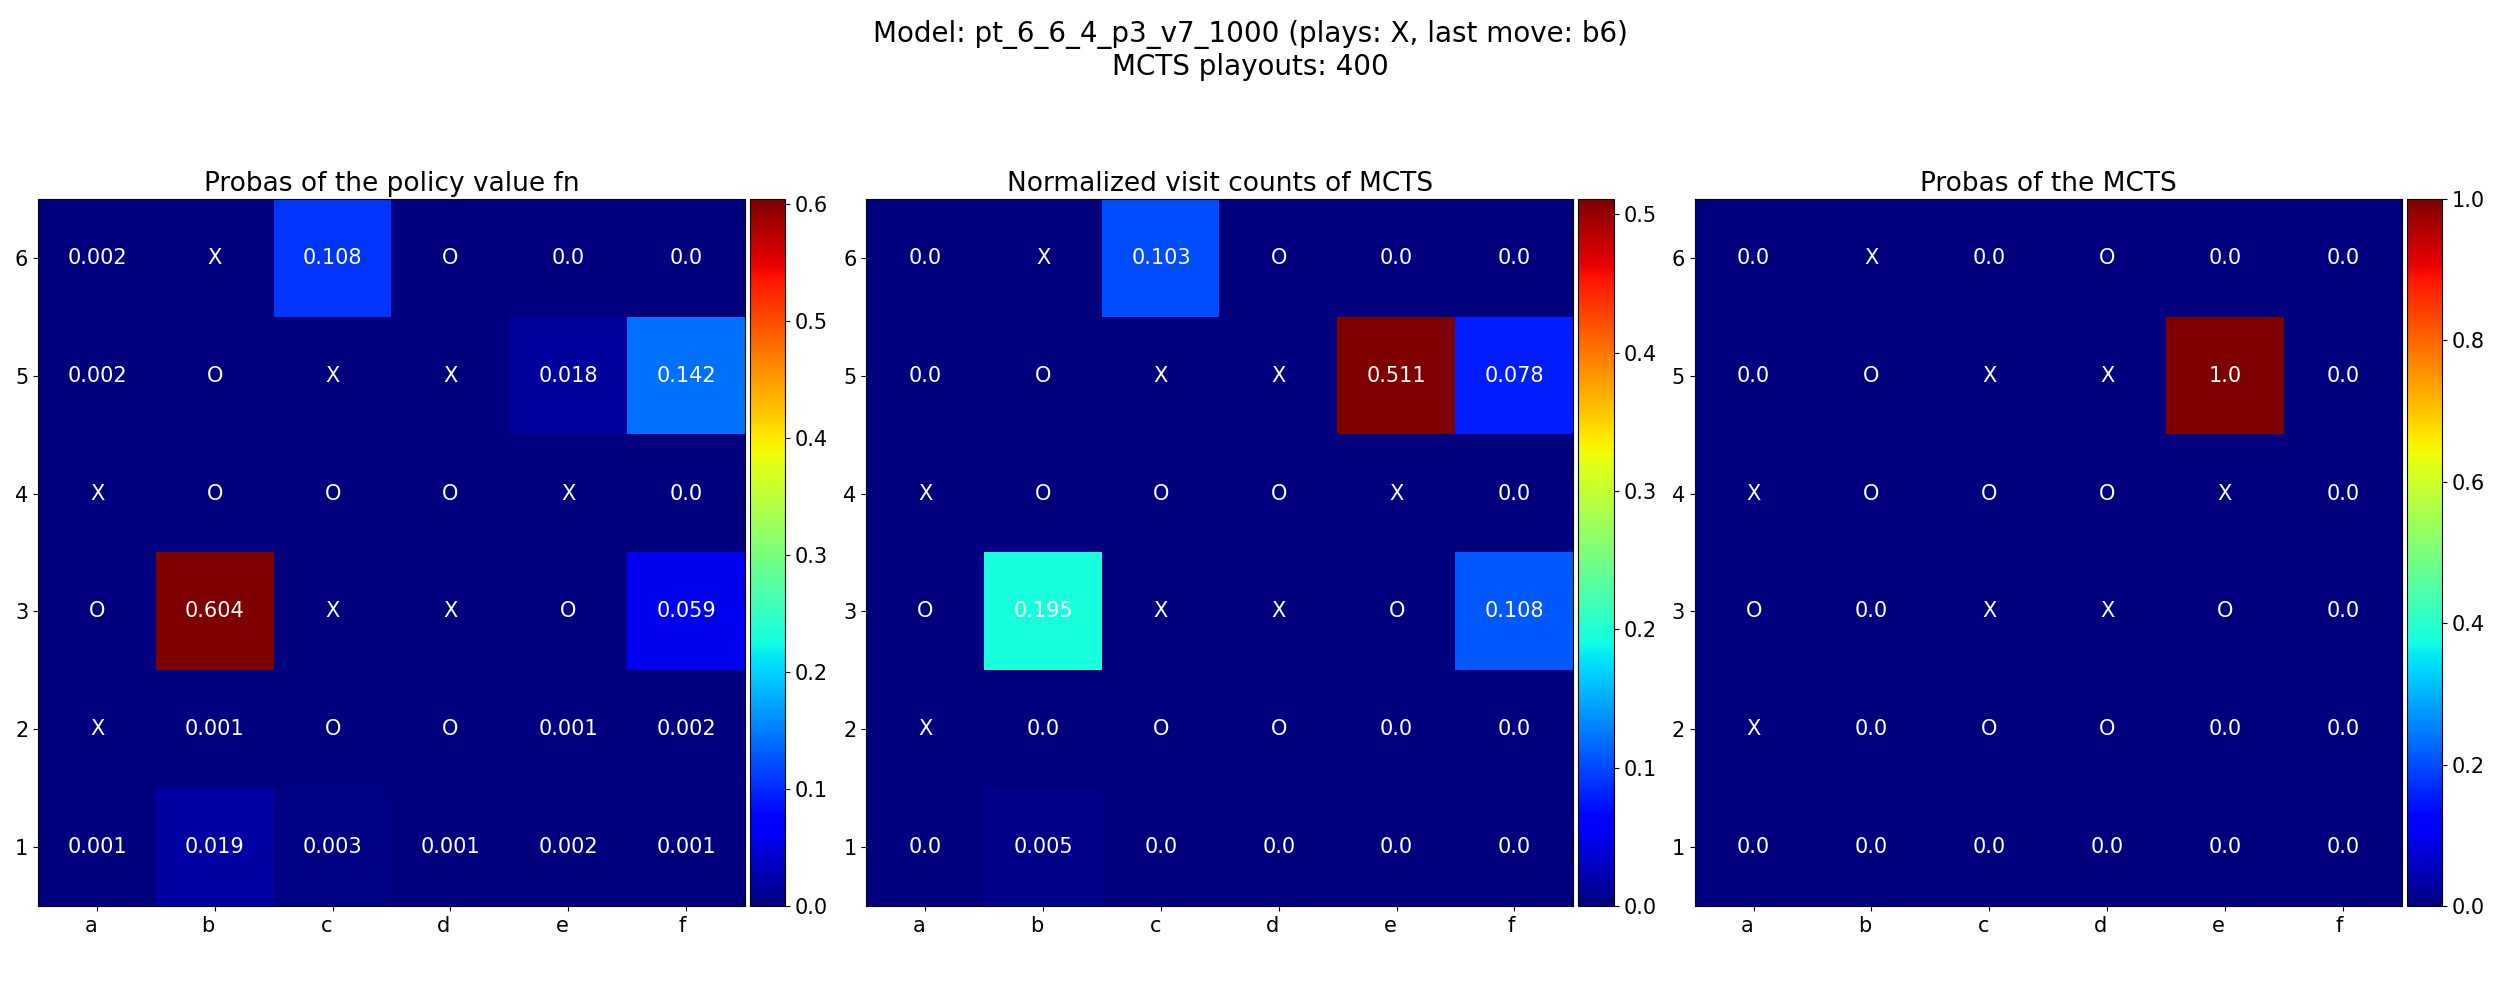 Model: pt_6_6_4_p3_v7_1000 (plays: X, last move: b6)
MCTS playouts: 400
Probas of the policy value fn
6 0.002 X 0.108 O 0.0 0.0
5 0.002 O X X 0.018 0.142
4 X O O O X 0.0
3 O 0.604 X X O 0.059
2 X 0.001 O O 0.001 0.002
1 0.001 0.019 0.003 0.001 0.002 0.001
a b c d e f
0.6
0.5
0.4
0.3
0.2
0.1
0.0
Normalized visit counts of MCTS
6 0.0 X 0.103 O 0.0 0.0
5 0.0 O X X 0.511 0.078
4 X O O O X 0.0
3 O 0.195 X X O 0.108
2 X 0.0 O O 0.0 0.0
1 0.0 0.005 0.0 0.0 0.0 0.0
a b c d e f
0.5
0.4
0.3
0.2
0.1
0.0
Probas of the MCTS
6 0.0 X 0.0 O 0.0 0.0
5 0.0 O X X 1.0 0.0
4 X O O O X 0.0
3 O 0.0 X X O 0.0
2 X 0.0 O O 0.0 0.0
1 0.0 0.0 0.0 0.0 0.0 0.0
a b c d e f
1.0
0.8
0.6
0.4
0.2
0.0